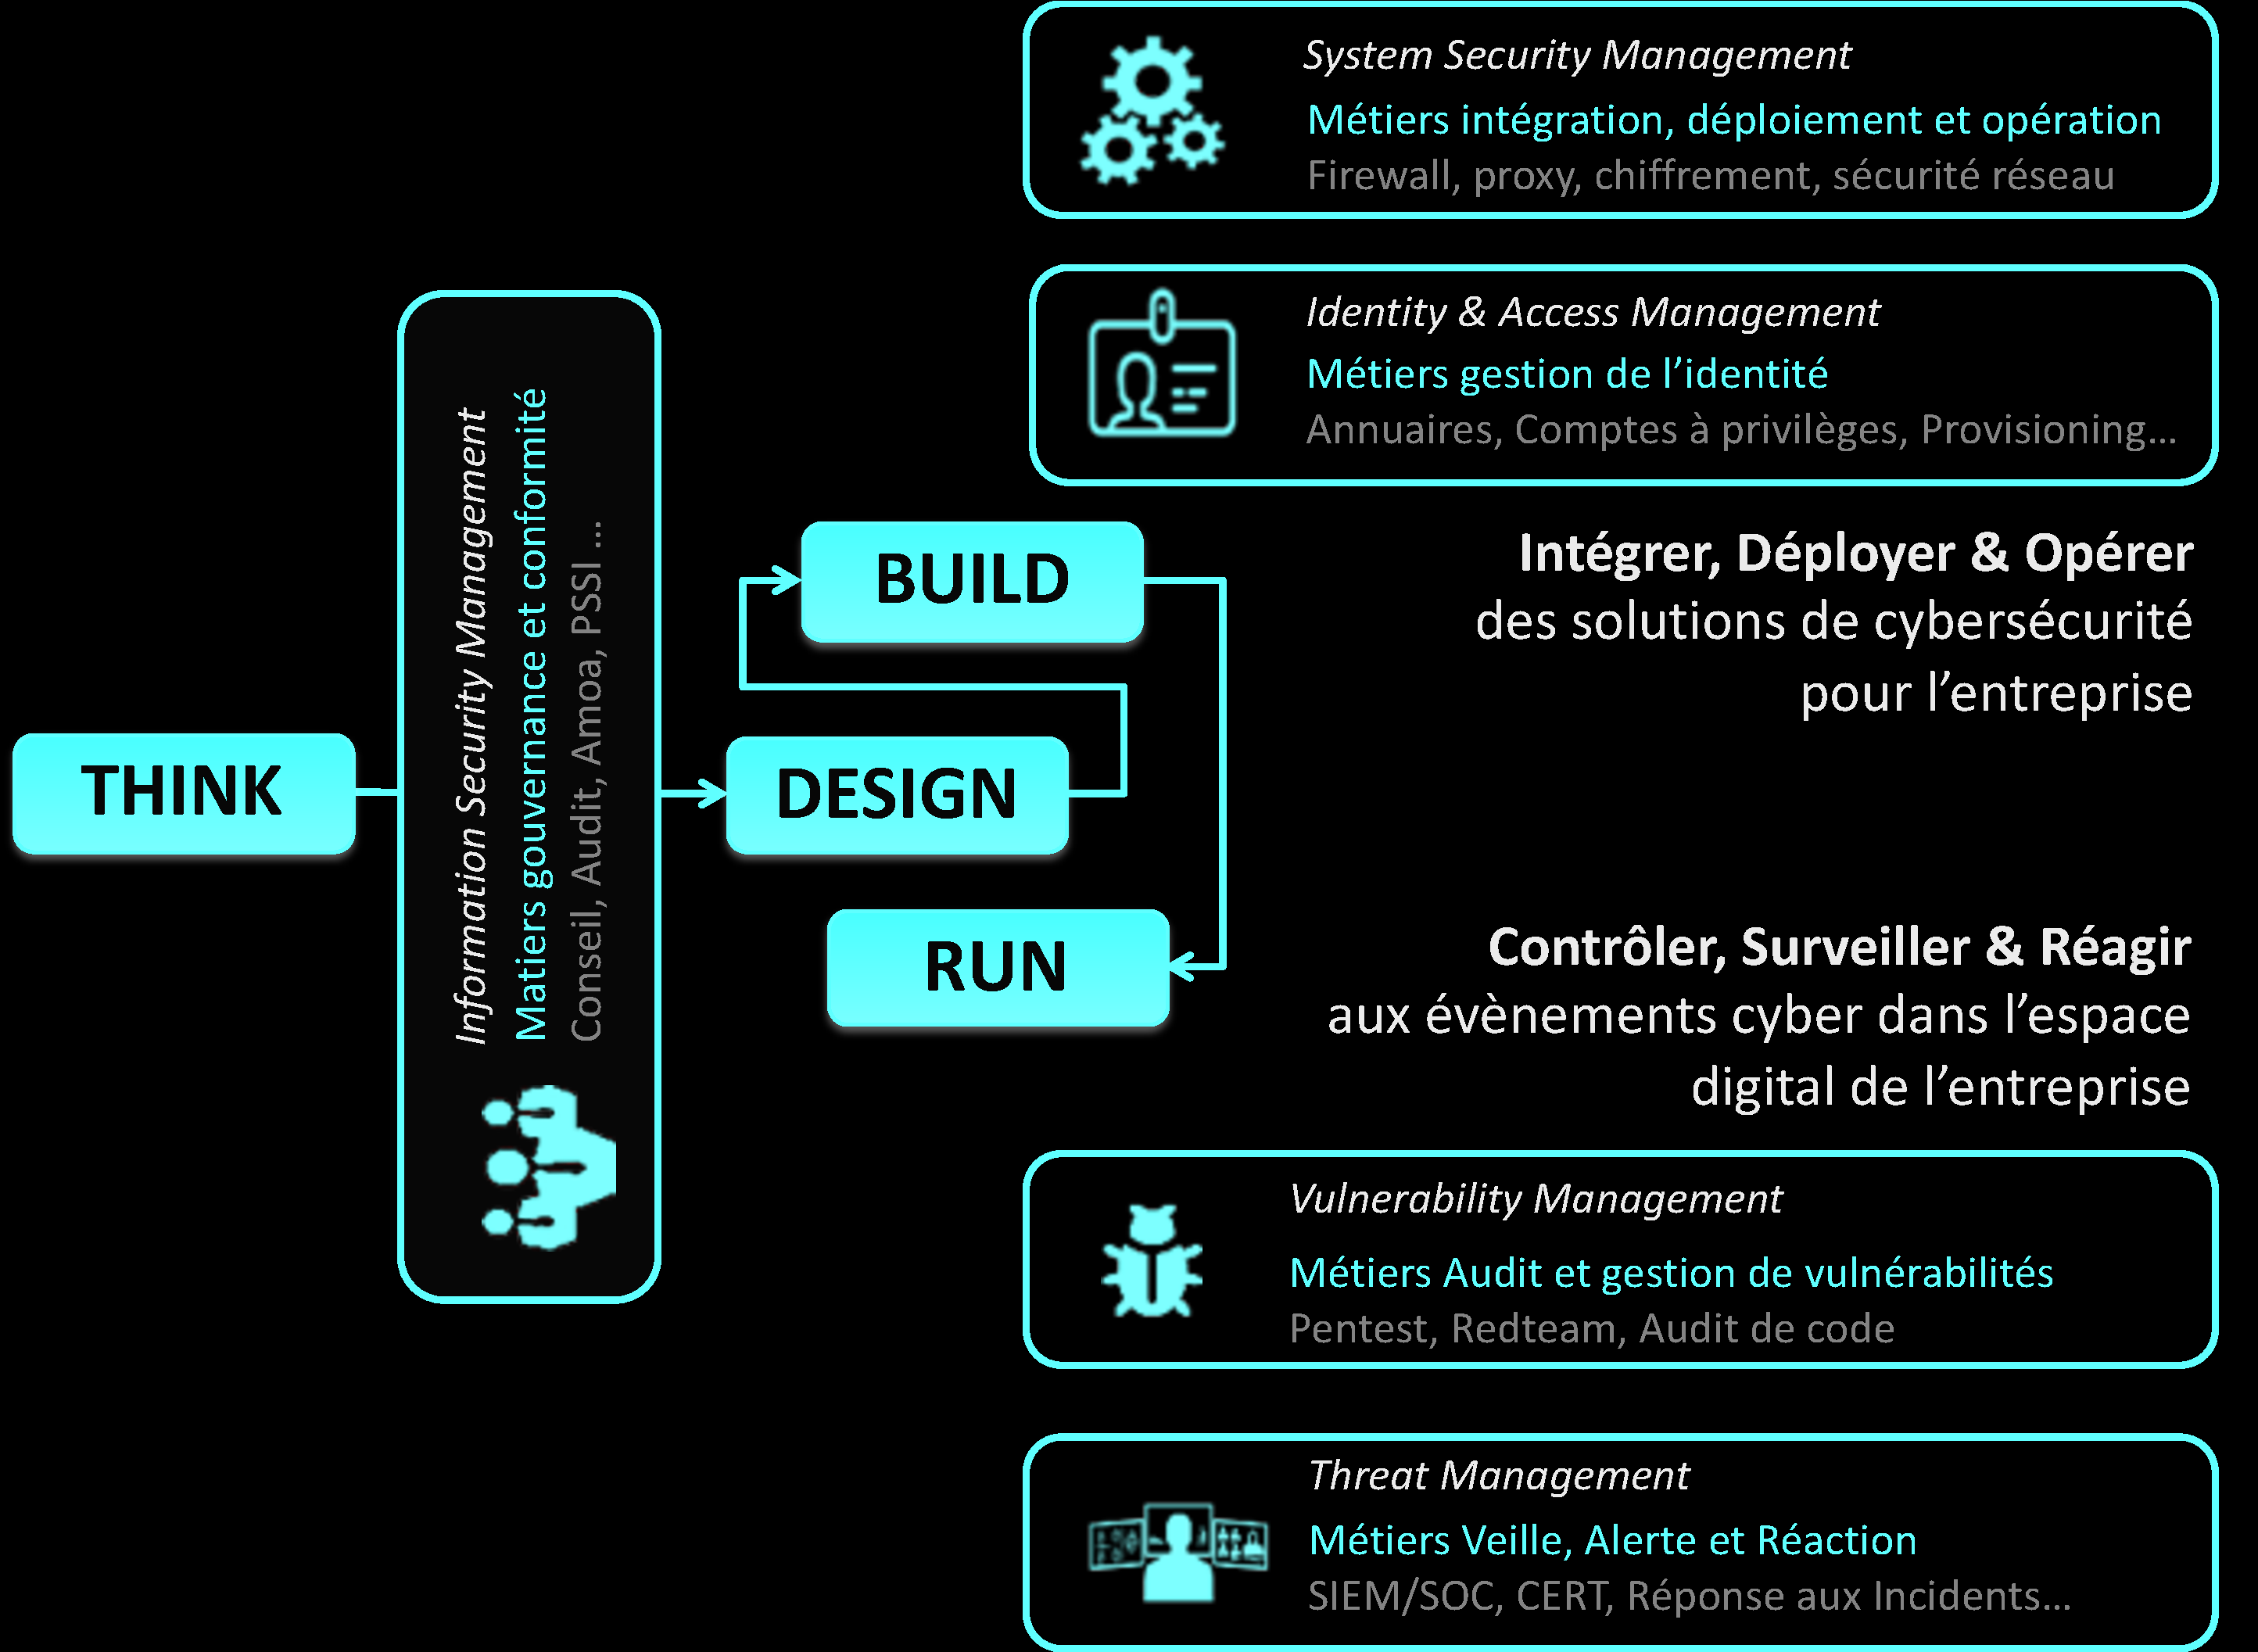 System Security Management
Métiers intégration, déploiement et opération
Firewall, proxy, chiffrement, sécurité réseau
Identity & Access Management
Métiers gestion de l’identité
Annuaires, Comptes à privilèges, Provisioning...
Intégrer, Déployer & Opérer
des solutions de cybersécurité
pour l’entreprise
THINK
Information Security Management
Matiers gouvernance et conformité
Conseil, Audit, Amoa, PSSI ...
BUILD
DESIGN
RUN
Contrôler, Surveiller & Réagir
aux évènements cyber dans l’espace
digital de l’entreprise
Vulnerability Management
Métiers Audit et gestion de vulnérabilités
Pentest, Redteam, Audit de code
Threat Management
Métiers Veille, Alerte et Réaction
SIEM/SOC, CERT, Réponse aux Incidents...